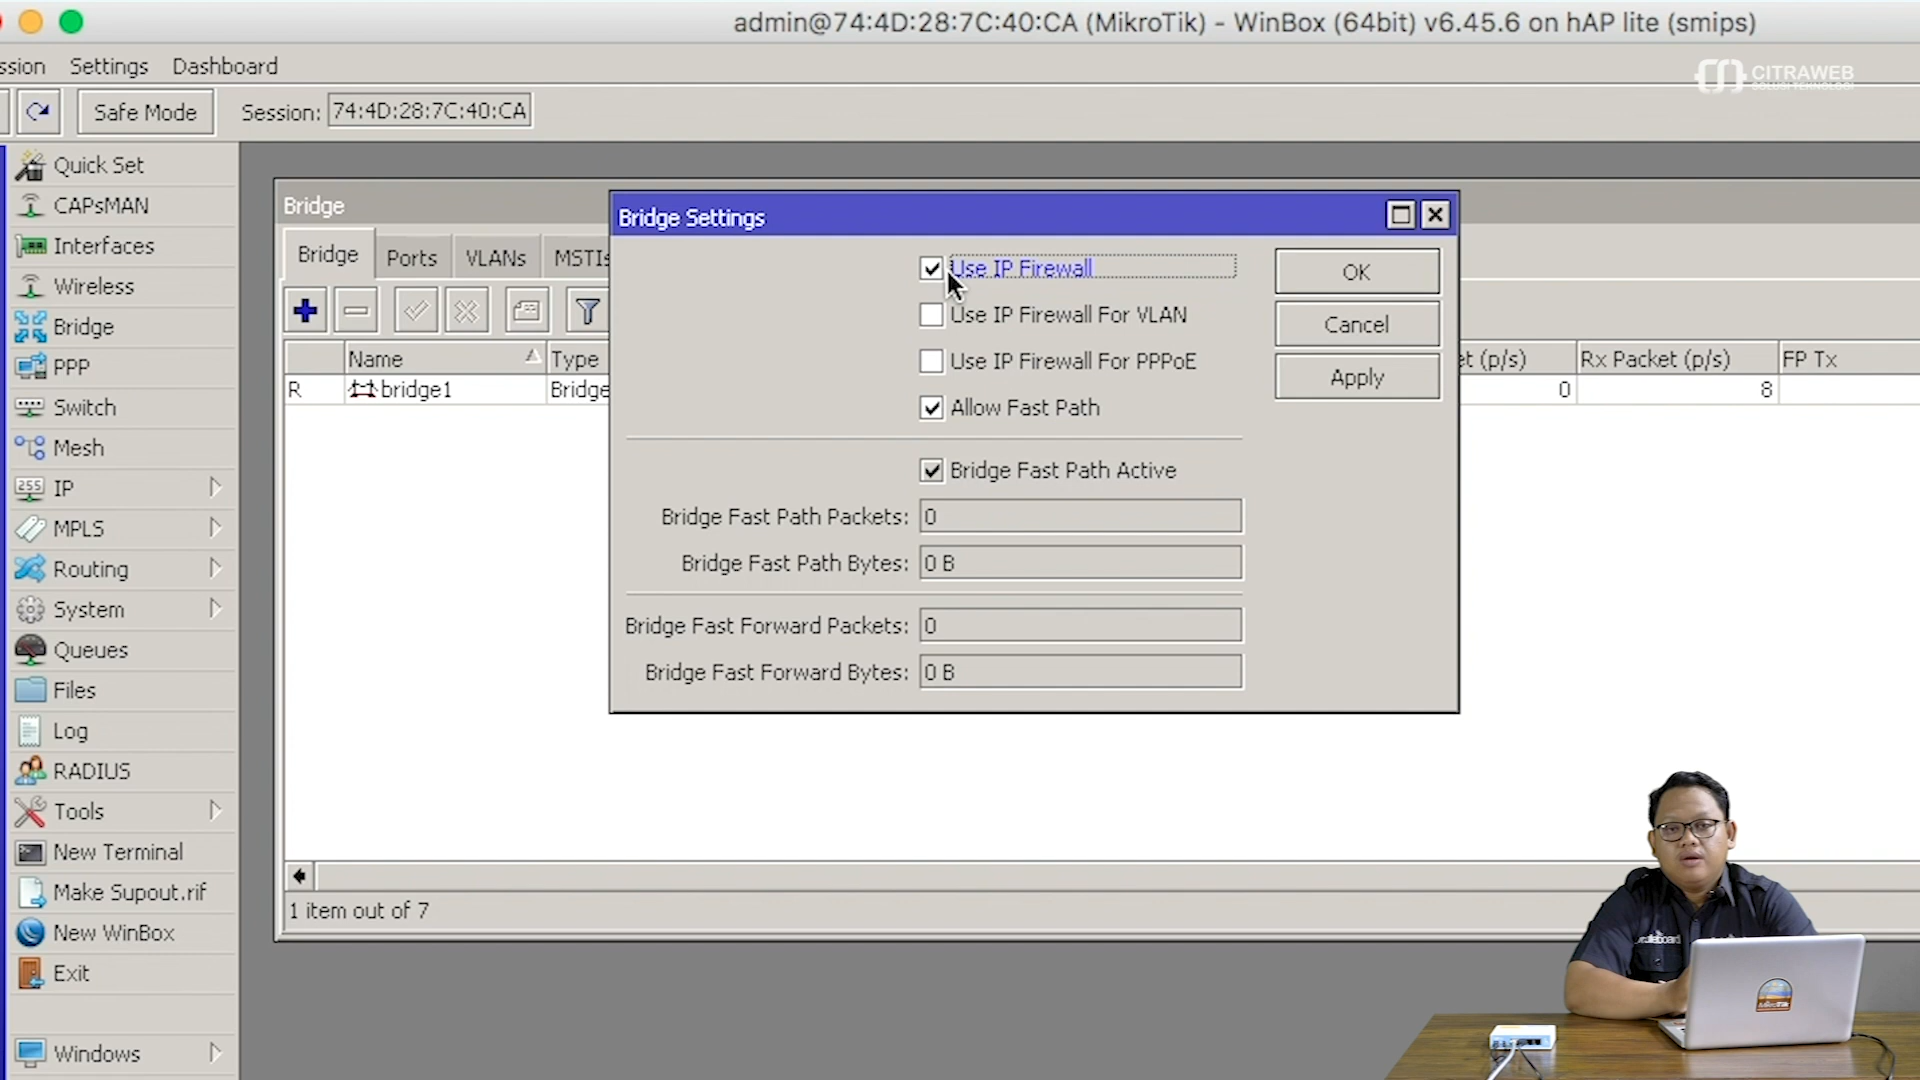 admin@74:4D:28:7C:40:CA (MikroTik) - WinBox (64bit) v6.45.6 on hAP lite (smips)
ssion Settings Dashboard
CITRAWEB
SOLUSI TEKNOLOGI
Safe Mode Session: 74:4D:28:7C:40:CA
Quick Set
CAPsMAN
Interfaces
Wireless
Bridge
PPP
Switch
Mesh
IP
MPLS
Routing
System
Queues
Files
Log
RADIUS
Tools
New Terminal
Make Supout.rif
New WinBox
Exit
Windows
Bridge
Bridge Ports VLANs MSTIs
Name Type
R bridge1 Bridge
et (p/s) Rx Packet (p/s) FP Tx
0 8
1 item out of 7
Bridge Settings
Use IP Firewall
Use IP Firewall For VLAN
Use IP Firewall For PPPoE
Allow Fast Path
Bridge Fast Path Active
Bridge Fast Path Packets: 0
Bridge Fast Path Bytes: 0 B
Bridge Fast Forward Packets: 0
Bridge Fast Forward Bytes: 0 B
OK
Cancel
Apply